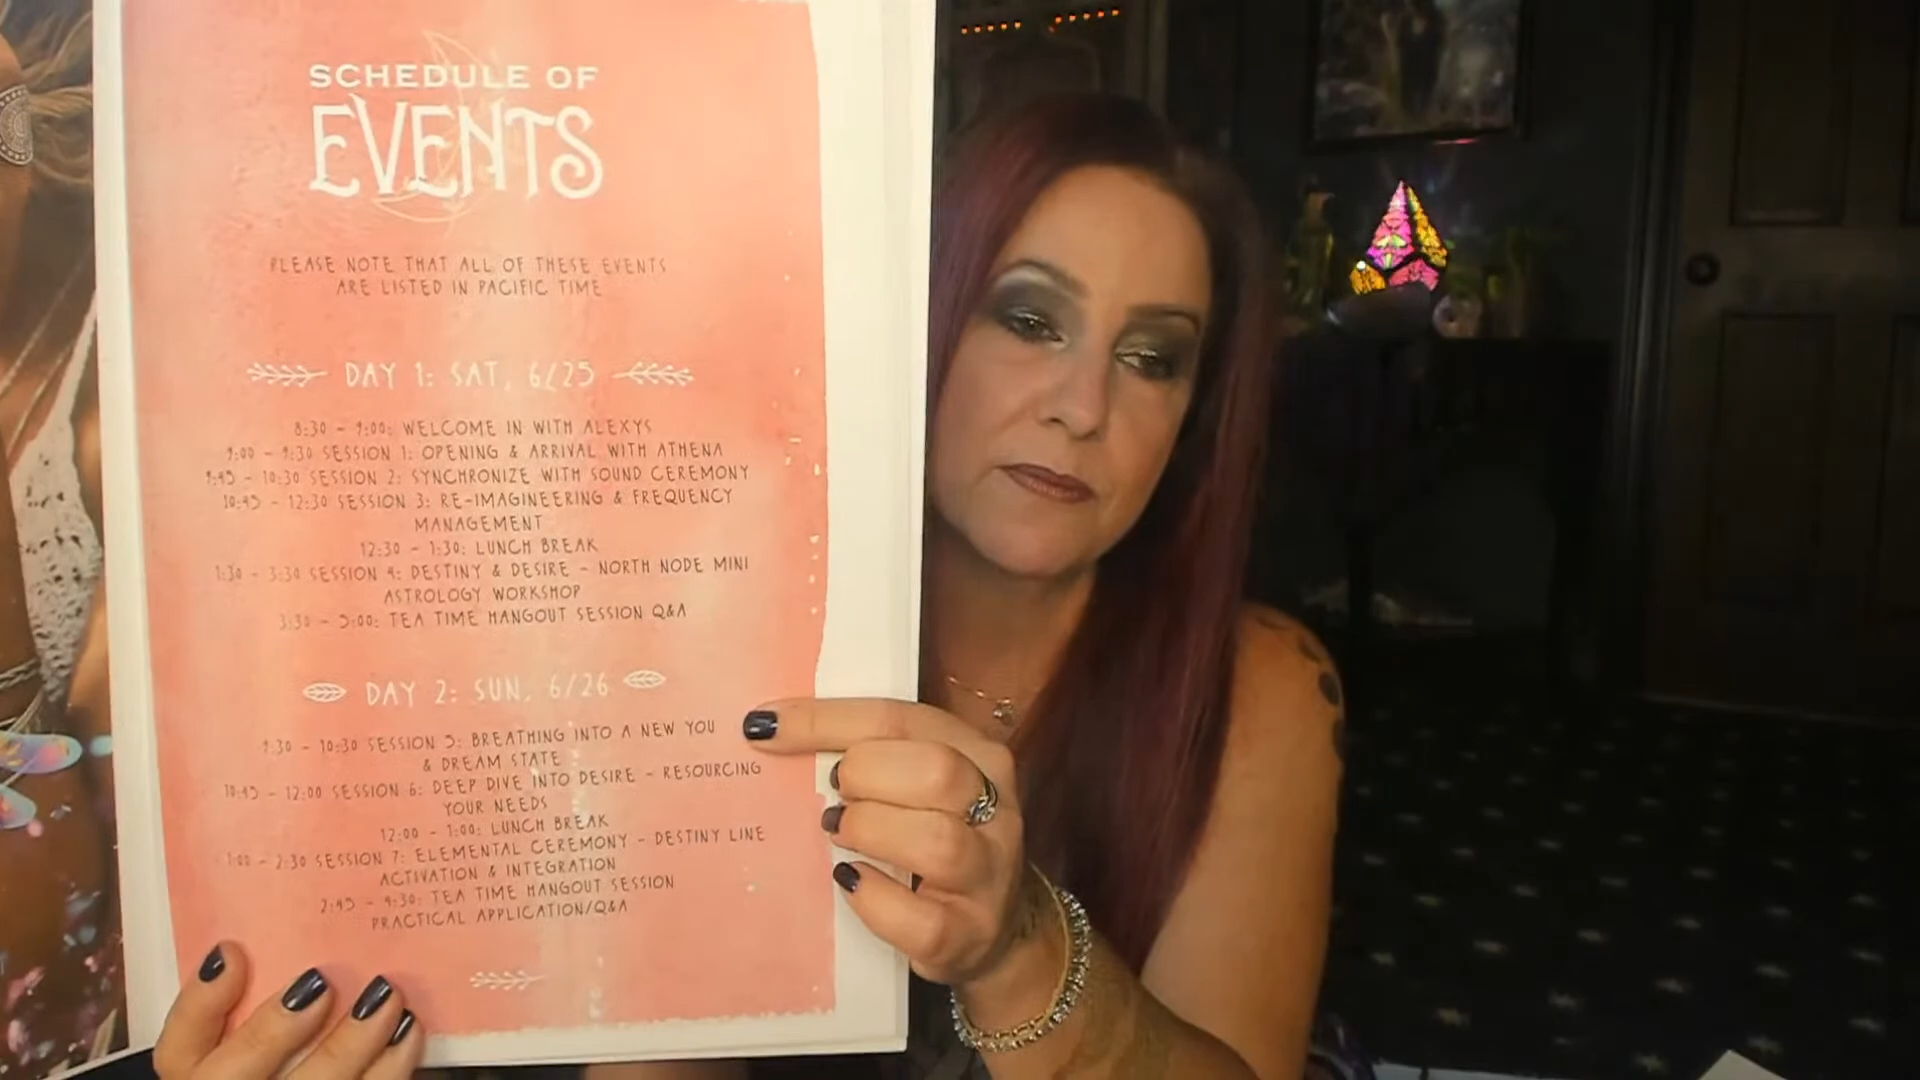 SCHEDULE OF
EVENTS
PLEASE NOTE THAT ALL OF THESE EVENTS
ARE LISTED IN PACIFIC TIME
DAY 1: SAT, 6/25
8:30 - 9:00: WELCOME IN WITH ALEXYS
9:00 - 9:30 SESSION 1: OPENING & ARRIVAL WITH ATHENA
9:45 - 10:30 SESSION 2: SYNCHRONIZE WITH SOUND CEREMONY
10:45 - 12:30 SESSION 3: RE-IMAGINEERING & FREQUENCY
MANAGEMENT
12:30 - 1:30: LUNCH BREAK
1:30 - 3:30 SESSION 4: DESTINY & DESIRE - NORTH NODE MINI
ASTROLOGY WORKSHOP
3:30 - 5:00: TEA TIME HANGOUT SESSION Q&A
DAY 2: SUN, 6/26
9:30 - 10:30 SESSION 5: BREATHING INTO A NEW YOU
& DREAM STATE
10:45 - 12:00 SESSION 6: DEEP DIVE INTO DESIRE - RESOURCING
YOUR NEEDS
12:00 - 1:00: LUNCH BREAK
1:00 - 2:30 SESSION 7: ELEMENTAL CEREMONY - DESTINY LINE
ACTIVATION & INTEGRATION
2:45 - 4:30: TEA TIME HANGOUT SESSION
PRACTICAL APPLICATION/Q&A